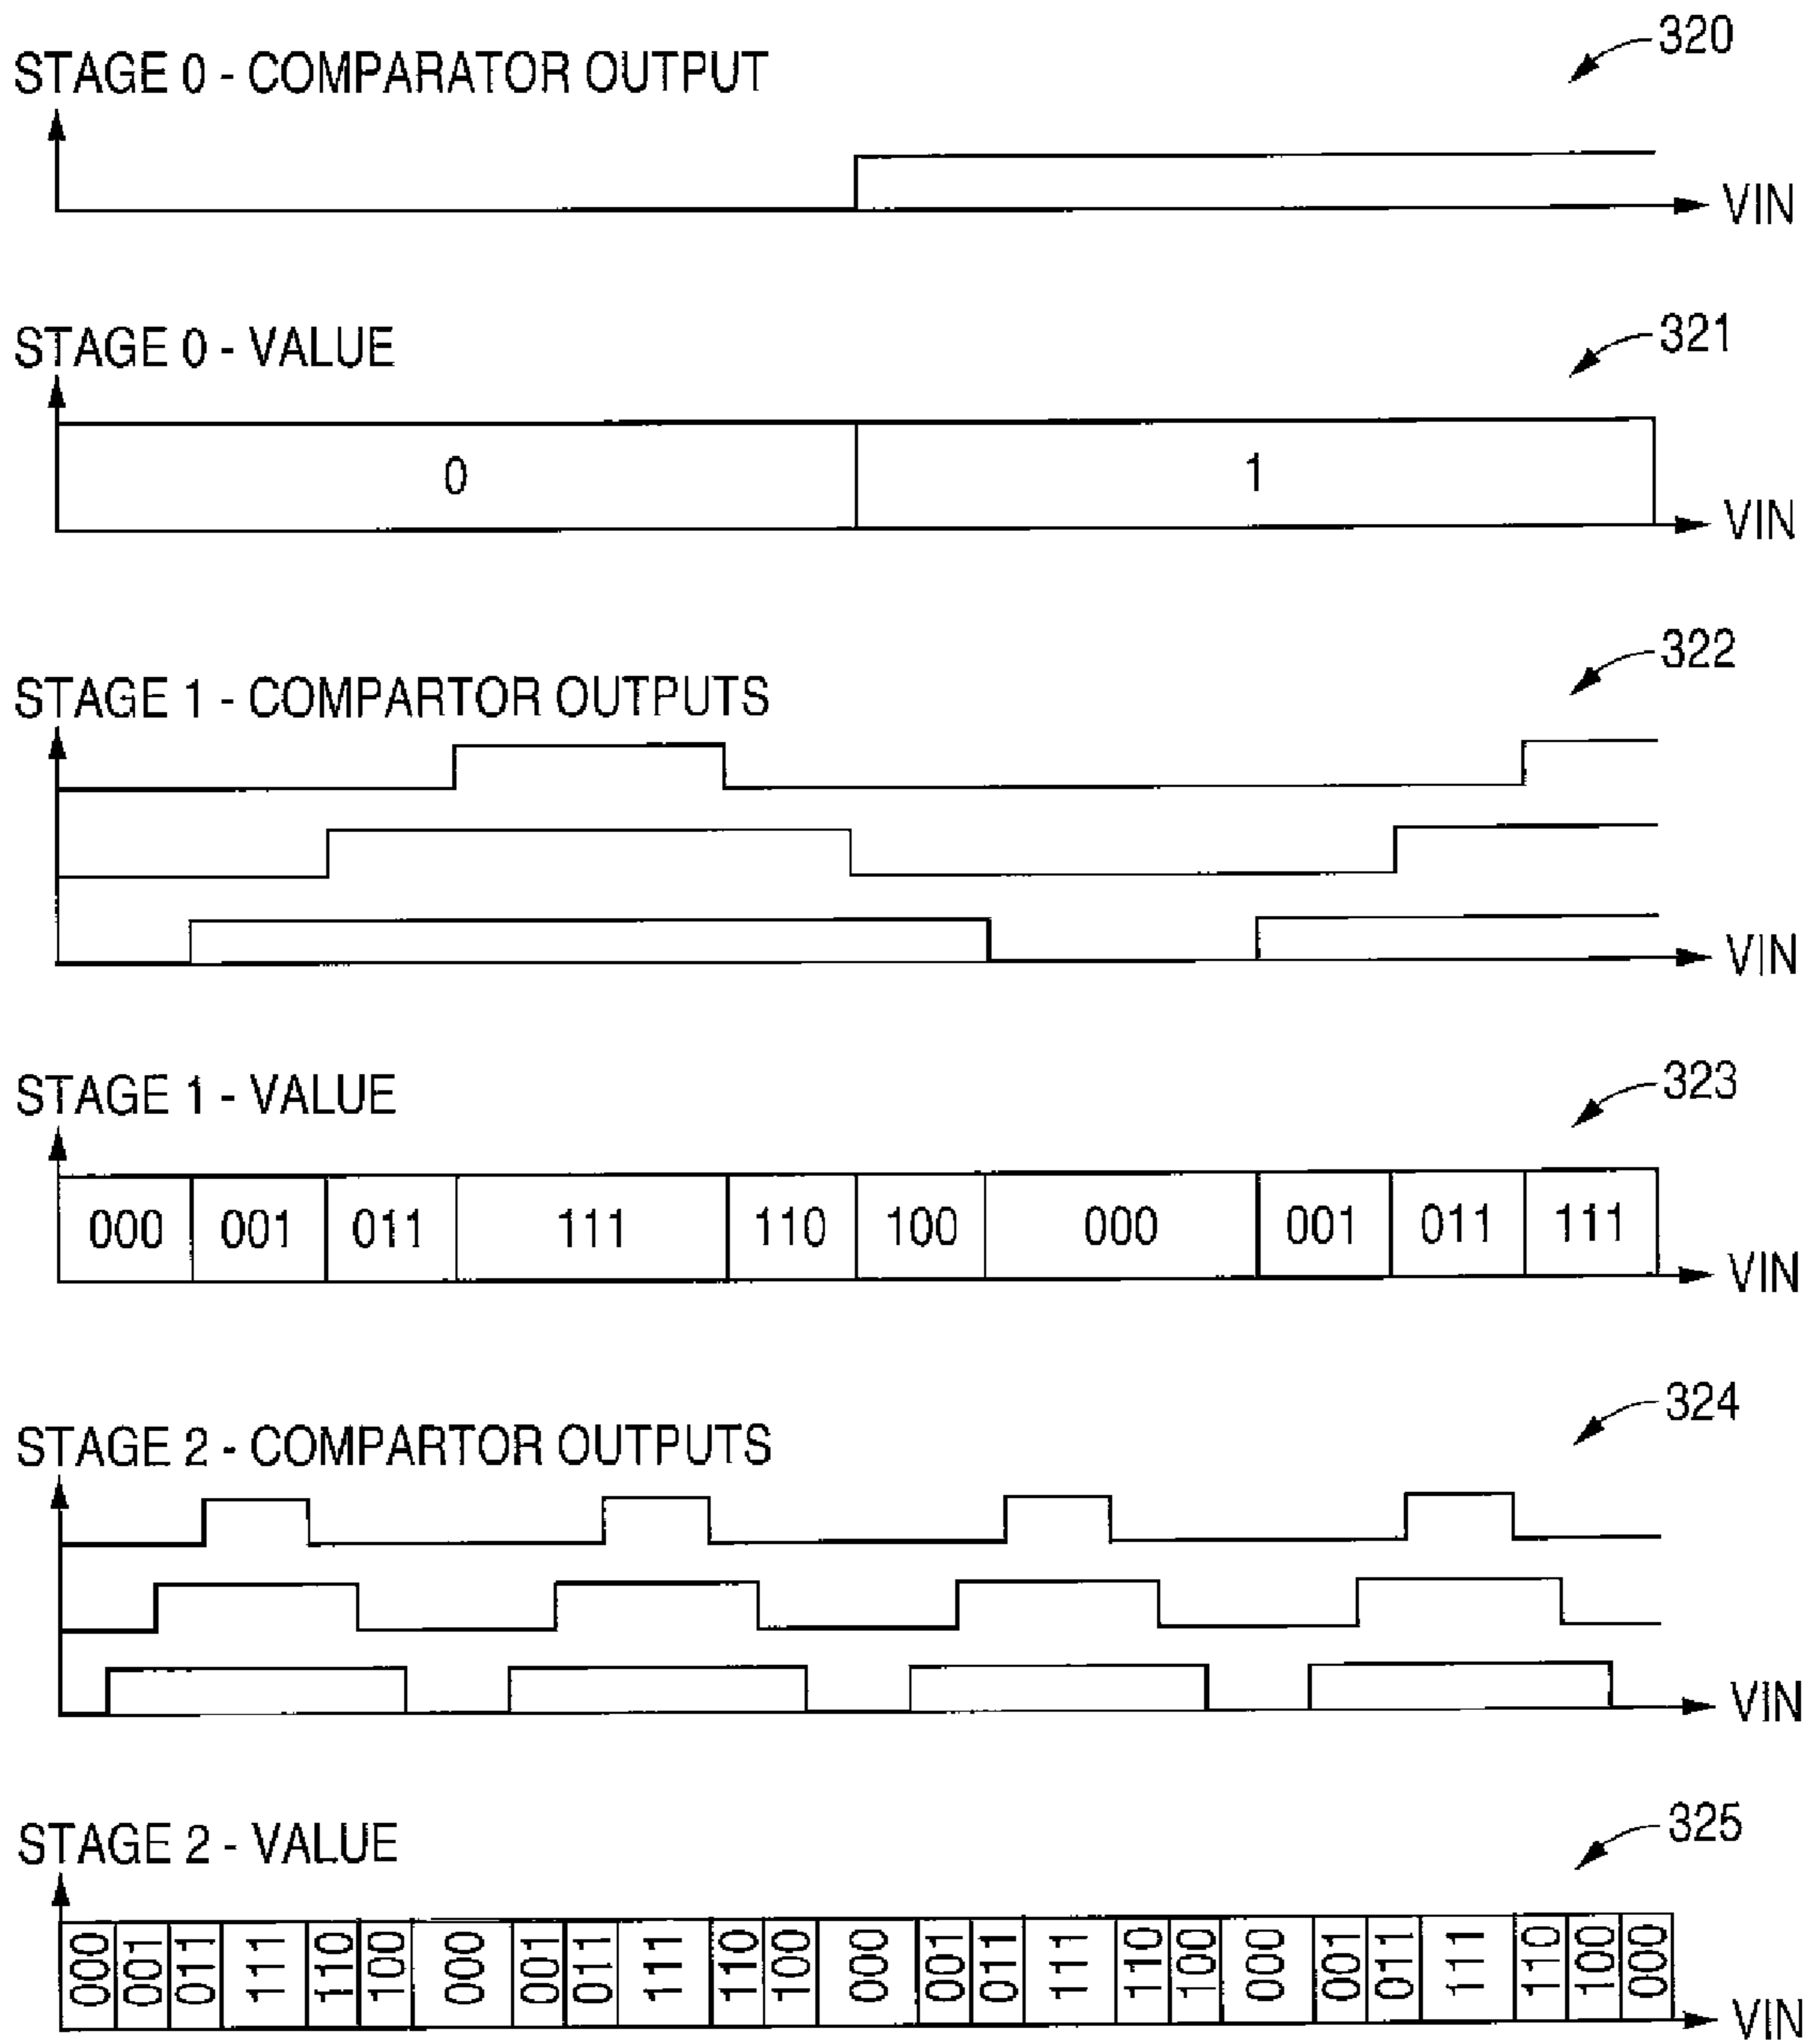 320
STAGE 0 - COMPARATOR OUTPUT
VIN
321
STAGE 0 - VALUE
0 1
VIN
322
STAGE 1 - COMPARTOR OUTPUTS
VIN
323
STAGE 1 - VALUE
000 001 011 111 110 100 000 001 011 111
VIN
324
STAGE 2 - COMPARTOR OUTPUTS
VIN
325
STAGE 2 - VALUE
000 001 011 111 110 100 000 001 011 111 110 100 000 001 011 111 110 100 000 001 011 111 110 100 000
VIN